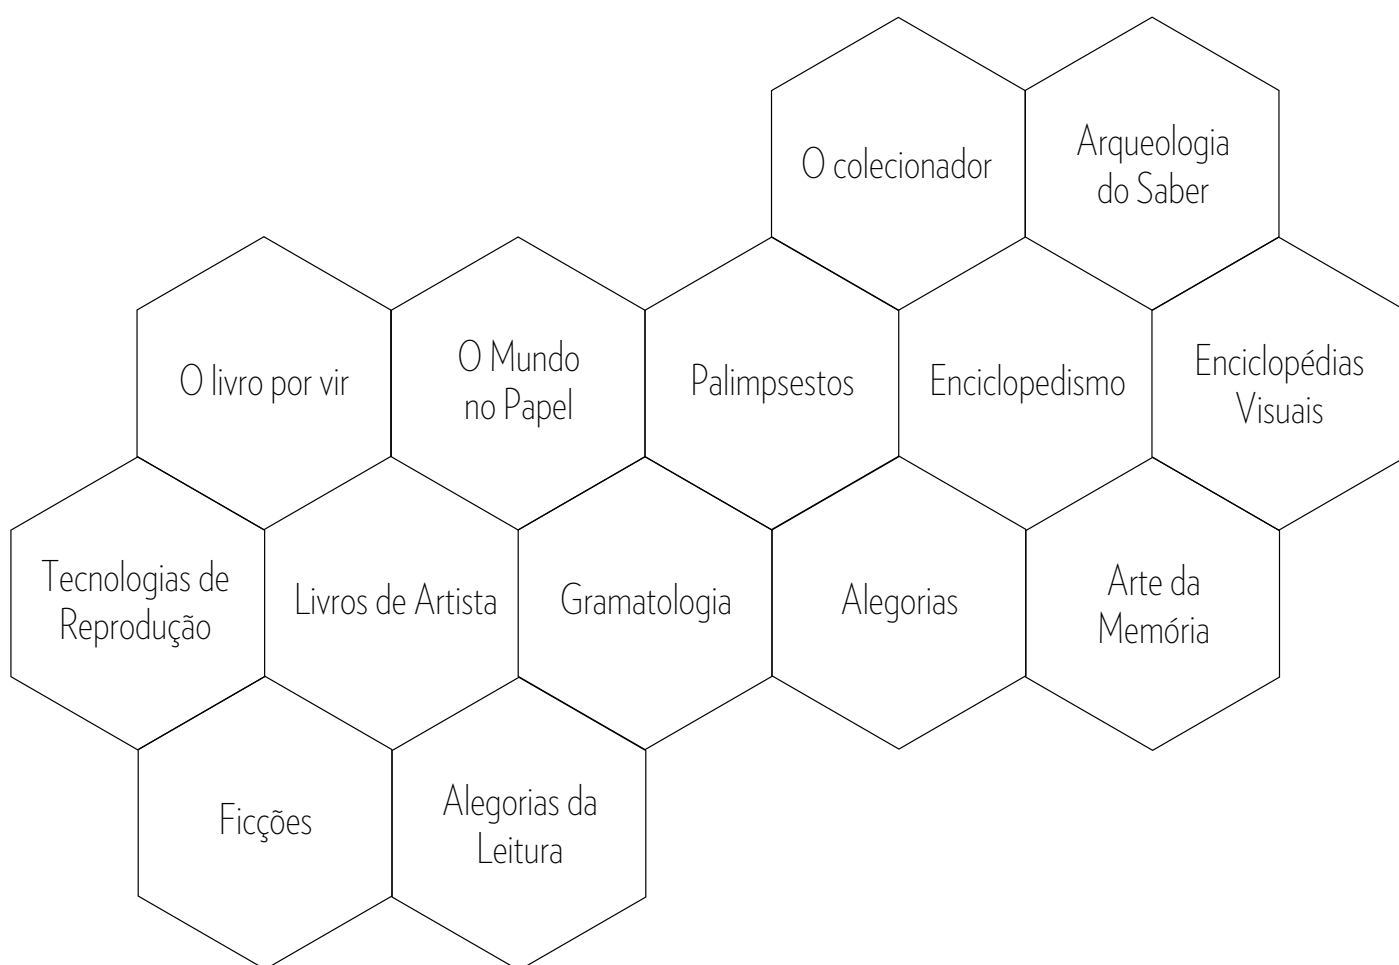 O colecionador
Arqueologia
do Saber
O livro por vir
O Mundo
no Papel
Palimpsestos
Enciclopedismo
Enciclopédias
Visuais
Tecnologias de
Reprodução
Livros de Artista
Gramatologia
Alegorias
Arte da
Memória
Ficções
Alegorias da
Leitura